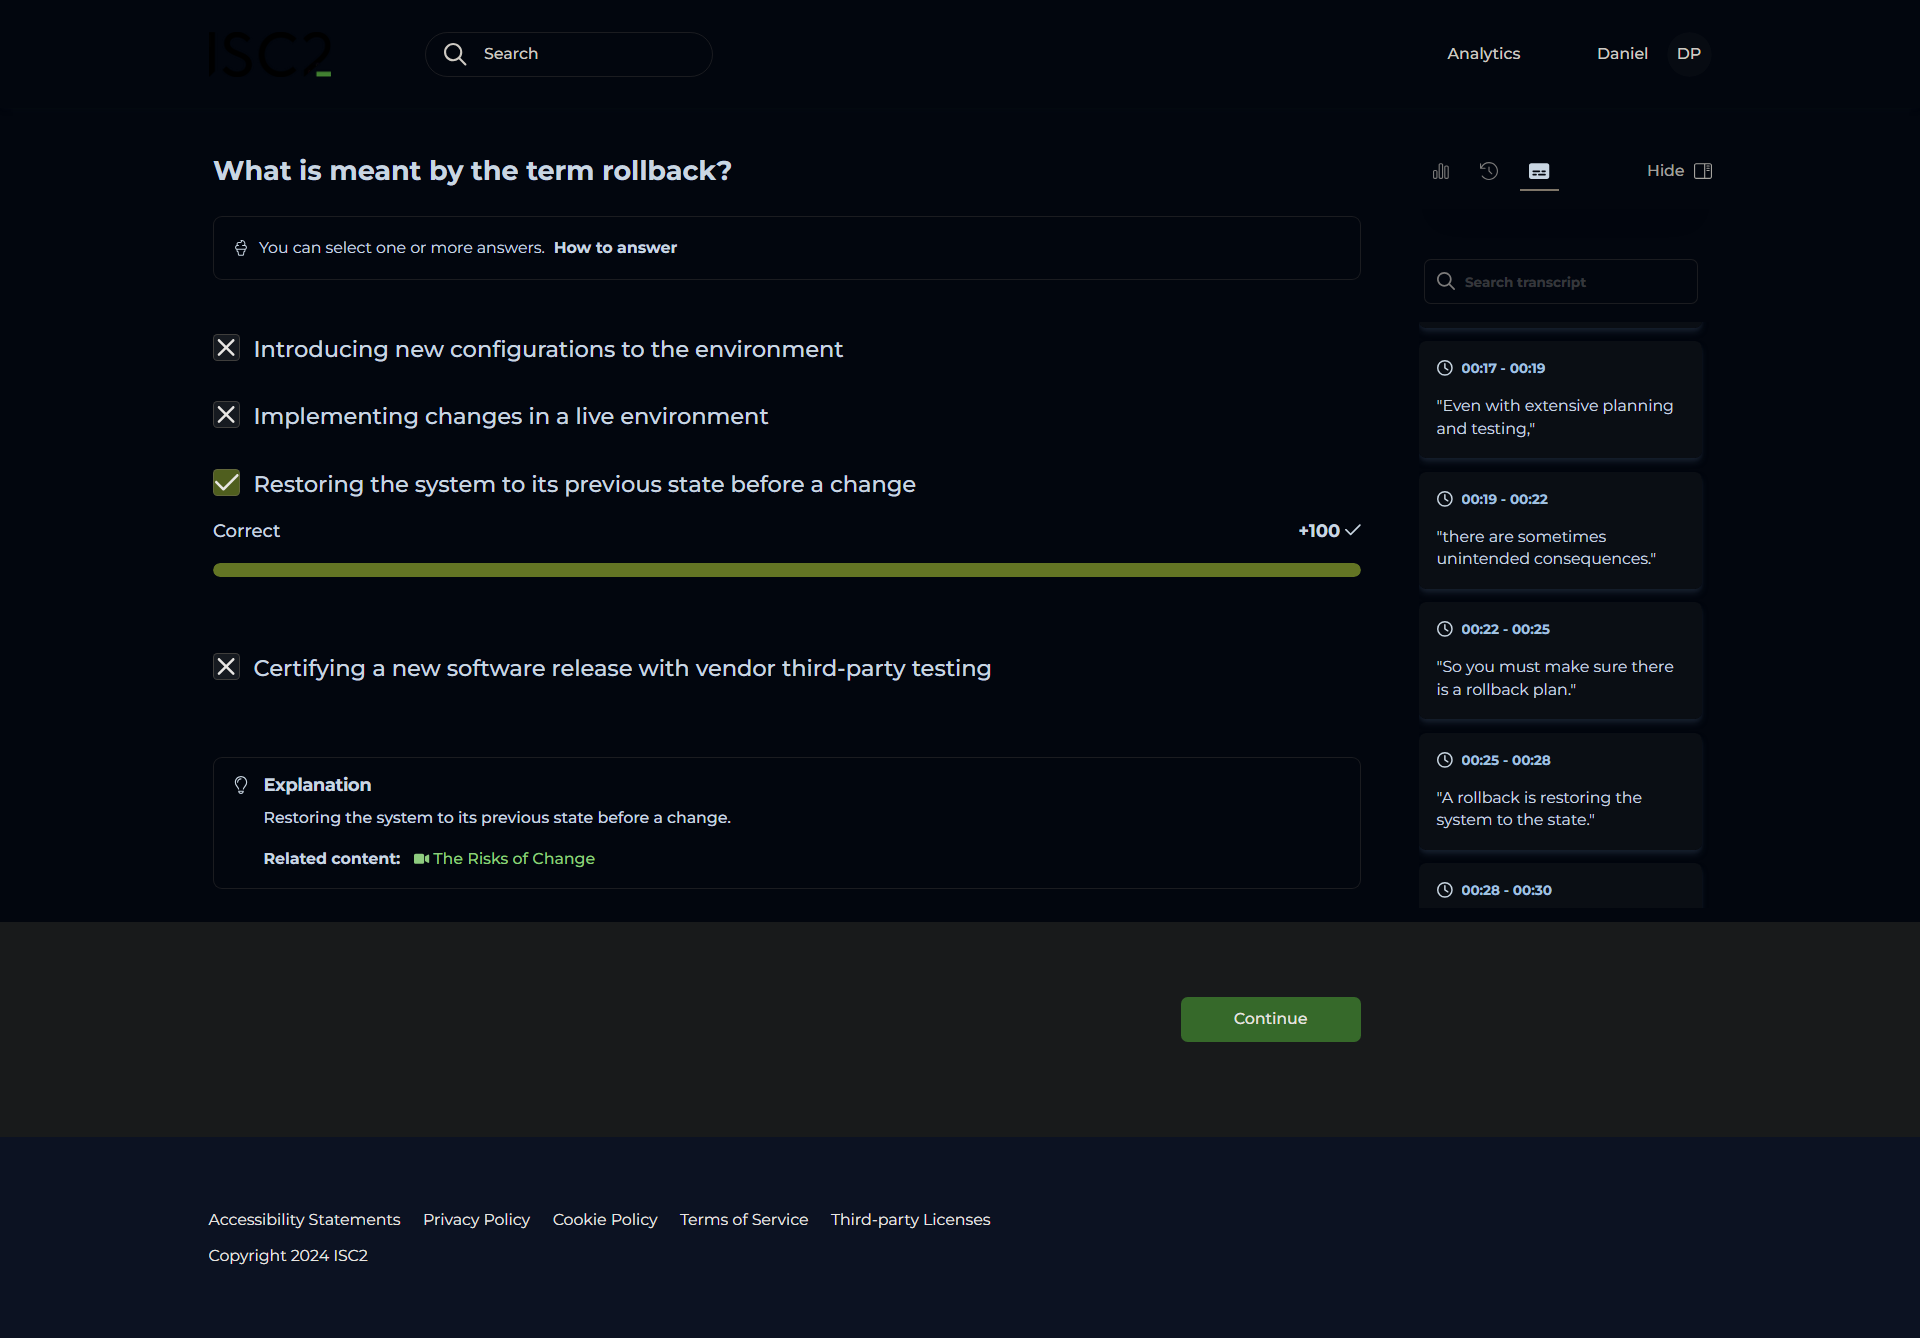 ISC2
Search
Analytics
Daniel
DP
What is meant by the term rollback?
You can select one or more answers. How to answer
Introducing new configurations to the environment
Implementing changes in a live environment
Restoring the system to its previous state before a change
Correct
+100
Certifying a new software release with vendor third-party testing
Explanation
Restoring the system to its previous state before a change.
Related content: The Risks of Change
Hide
Search transcript
00:17 - 00:19
"Even with extensive planning
and testing,"
00:19 - 00:22
"there are sometimes
unintended consequences."
00:22 - 00:25
"So you must make sure there
is a rollback plan."
00:25 - 00:28
"A rollback is restoring the
system to the state."
00:28 - 00:30
Continue
Accessibility Statements
Privacy Policy
Cookie Policy
Terms of Service
Third-party Licenses
Copyright 2024 ISC2